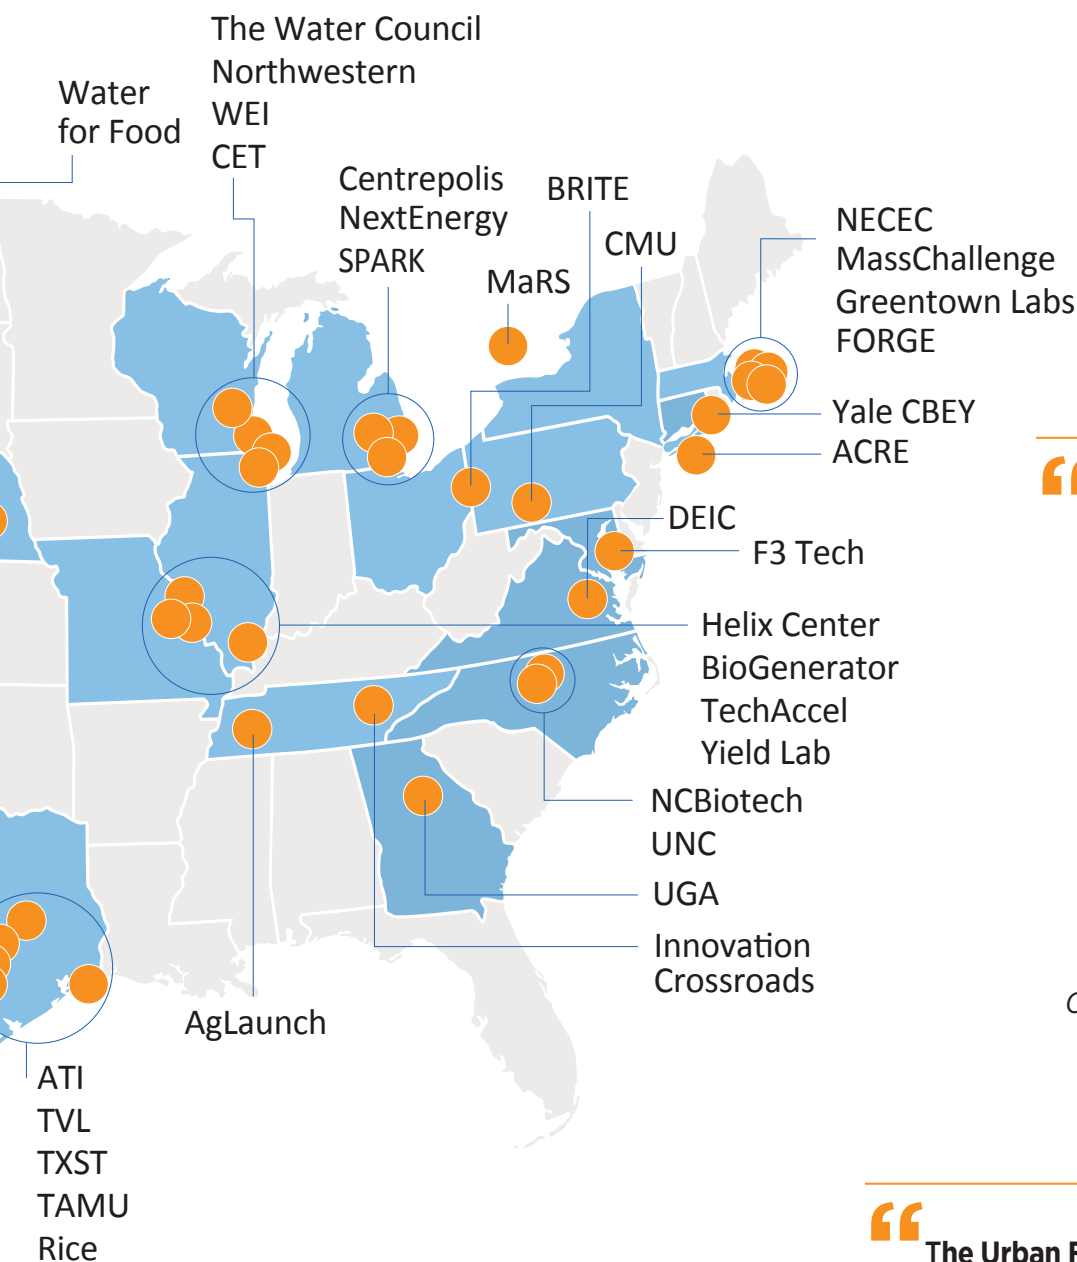 The Water Council
Northwestern
WEI
CET
Water
for Food
Centrepolis
NextEnergy
SPARK
BRITE
CMU
MaRS
NECEC
MassChallenge
Greentown Labs
FORGE
Yale CBEY
ACRE
“
DEIC
F3 Tech
Helix Center
BioGenerator
TechAccel
Yield Lab
NCBiotech
UNC
UGA
Innovation
Crossroads
AgLaunch
ATI
TVL
TXST
TAMU
Rice
“
The Urban